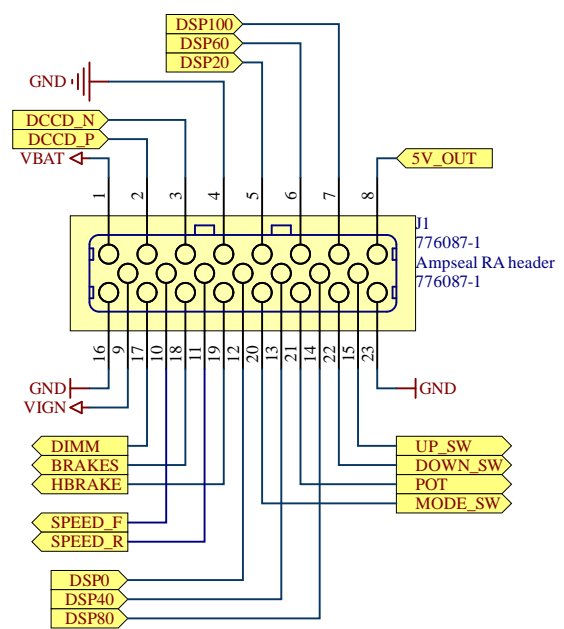 DSP100
DSP60
DSP20
GND
DCCD_N
DCCD_P
VBAT
5V_OUT
1 2 3 4 5 6 7 8
J1
776087-1
Ampseal RA header
776087-1
16 9 17 10 18 11 19 12 20 13 21 14 22 15 23
GND
GND
VIGN
DIMM
UP_SW
BRAKES
DOWN_SW
HBRAKE
POT
MODE_SW
SPEED_F
SPEED_R
DSP0
DSP40
DSP80